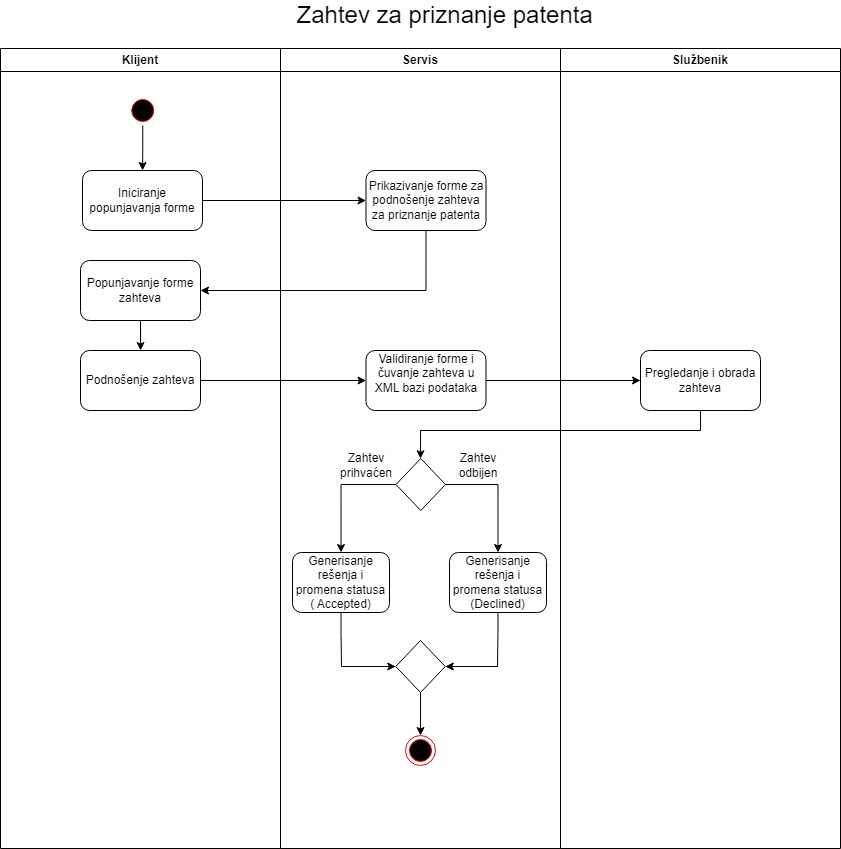 Zahtev za priznanje patenta
Klijent
Servis
Službenik
Iniciranje
popunjavanja forme
Prikazivanje forme za
podnošenje zahteva
za priznanje patenta
Popunjavanje forme
zahteva
Podnošenje zahteva
Validiranje forme i
čuvanje zahteva u
XML bazi podataka
Pregledanje i obrada
zahteva
Zahtev
prihvaćen
Zahtev
odbijen
Generisanje
rešenja i
promena statusa
( Accepted)
Generisanje
rešenja i
promena statusa
(Declined)